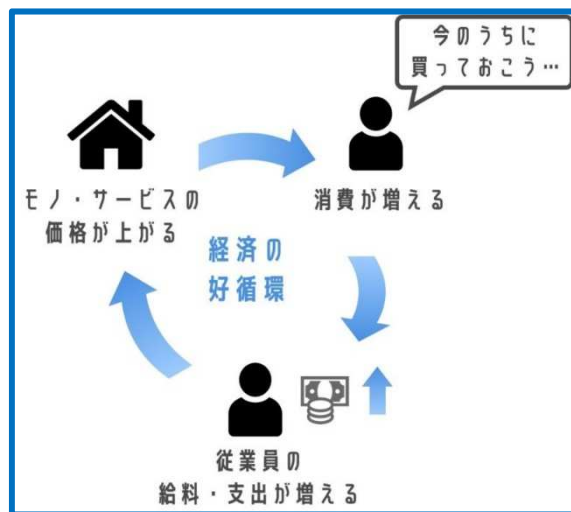 今のうちに
買っておこう…
モノ・サービスの
価格が上がる
消費が増える
経済の
好循環
従業員の
給料・支出が増える